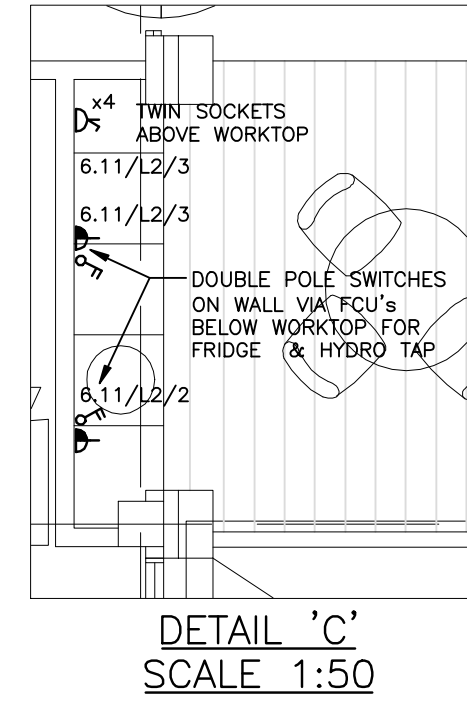 x4
TWIN SOCKETS
ABOVE WORKTOP
6.11/L2/3
6.11/L2/3
DOUBLE POLE SWITCHES
ON WALL VIA FCU's
BELOW WORKTOP FOR
FRIDGE & HYDRO TAP
6.11/L2/2
DETAIL 'C'
SCALE 1:50